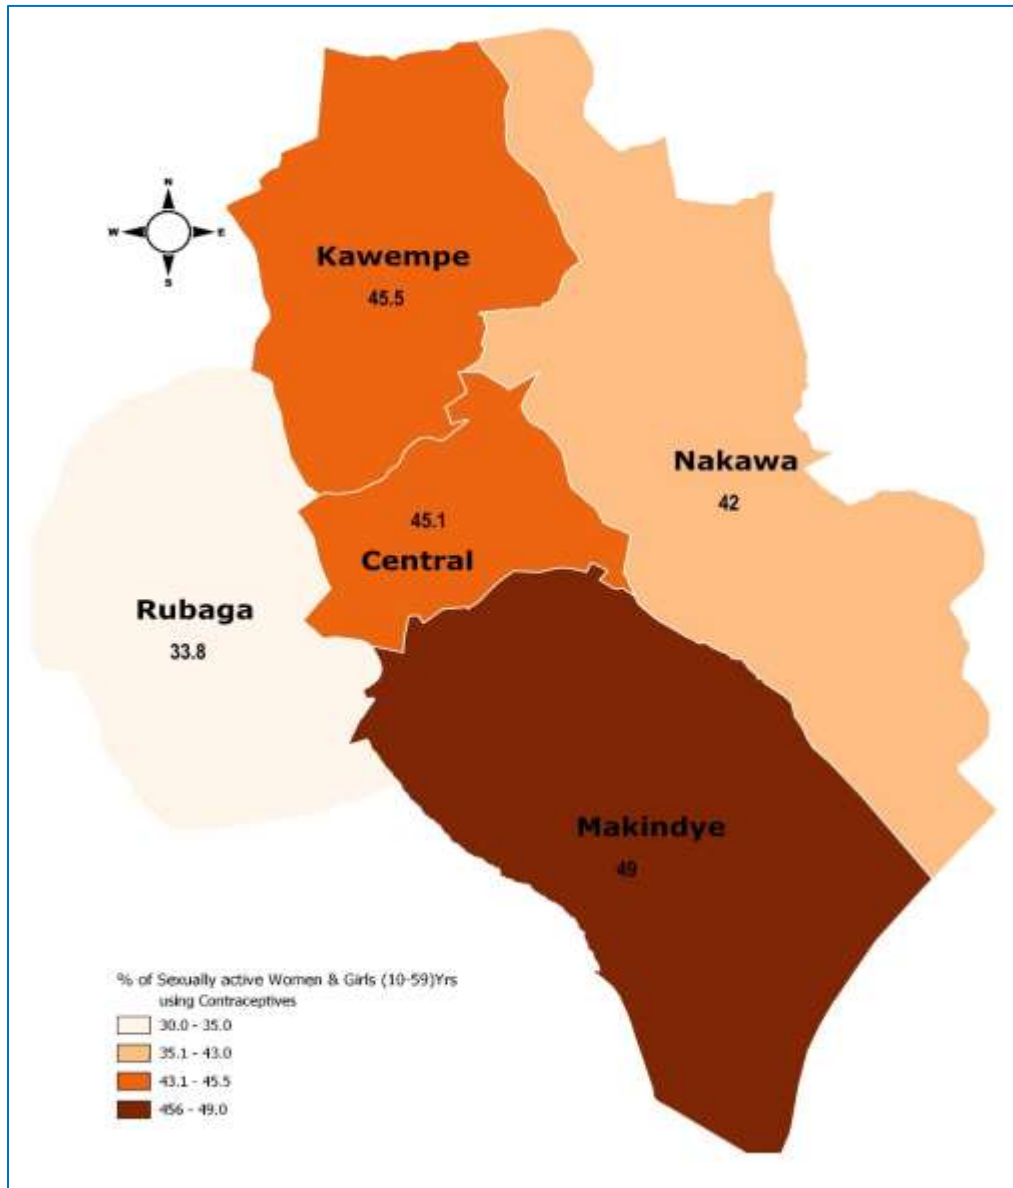 N
W E
S
Kawempe
45.5
Nakawa
42
45.1
Central
Rubaga
33.8
Makindye
49
% of Sexually active Women & Girls (10-59)Yrs
using Contraceptives
30.0 - 35.0
35.1 - 43.0
43.1 - 45.5
456 - 49.0